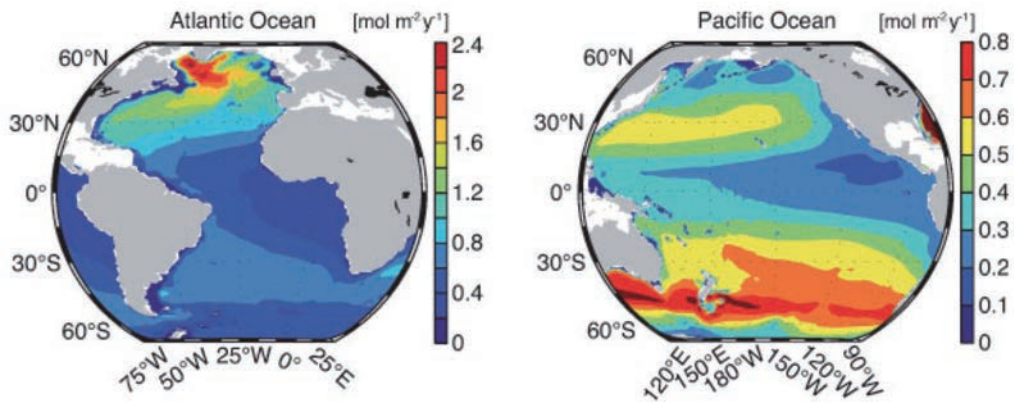 Atlantic Ocean [mol m⁻²y⁻¹]
60°N
30°N
0°
30°S
60°S
75°W
50°W
25°W
0°
25°E
2.4
2
1.6
1.2
0.8
0.4
0
Pacific Ocean [mol m⁻²y⁻¹]
60°N
30°N
0°
30°S
60°S
120°E
150°E
180°W
150°W
120°W
90°W
0.8
0.7
0.6
0.5
0.4
0.3
0.2
0.1
0